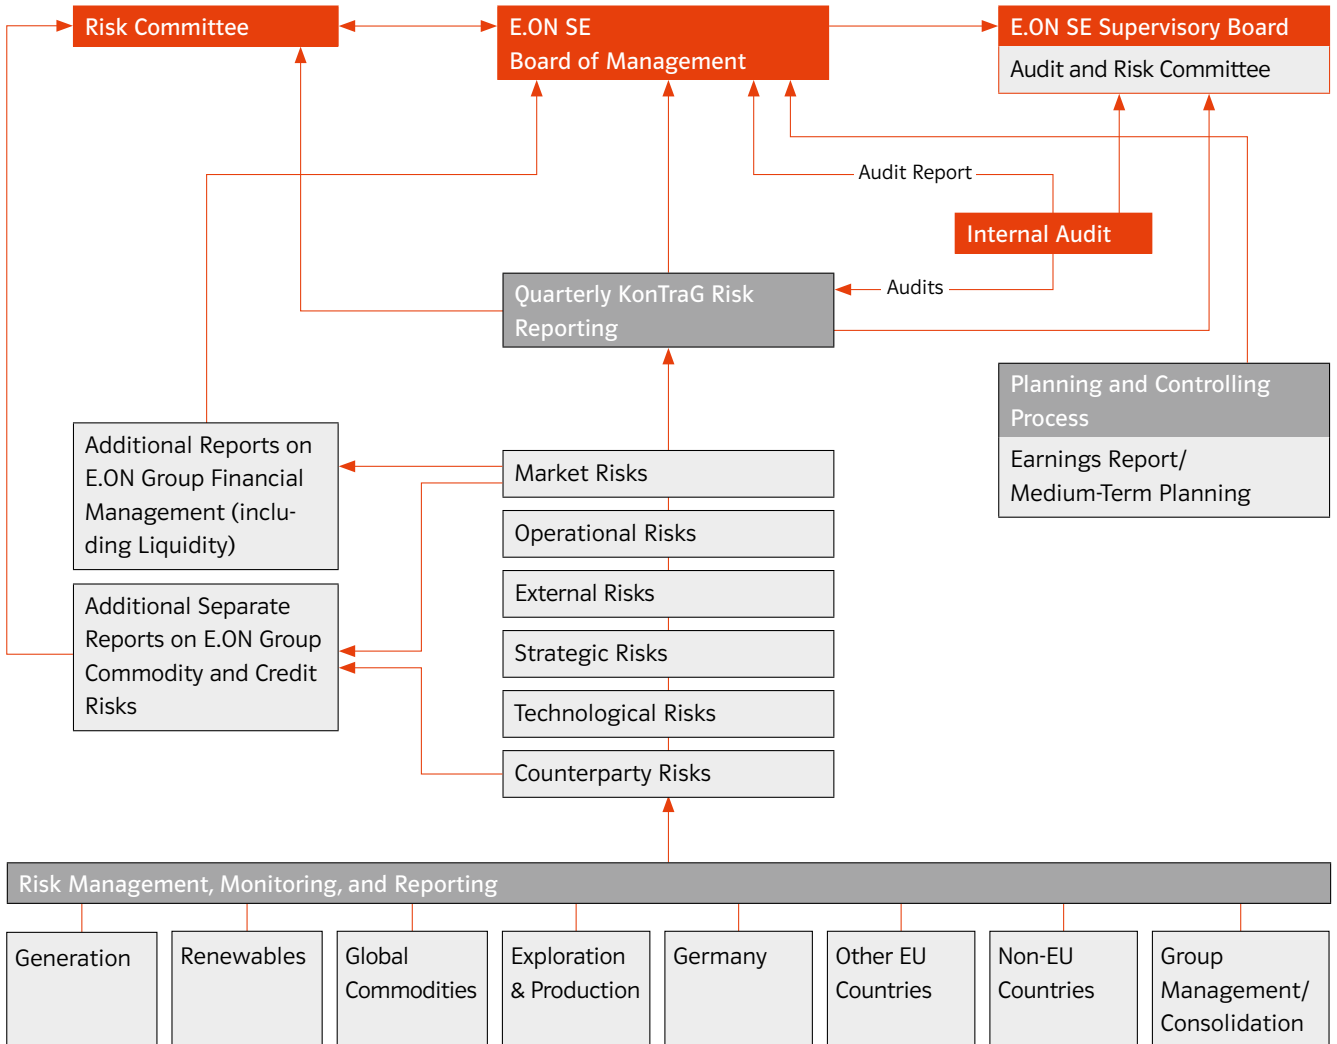 Risk Committee
E.ON SE
Board of Management
E.ON SE Supervisory Board
Audit and Risk Committee
Audit Report
Internal Audit
Audits
Quarterly KonTraG Risk
Reporting
Planning and Controlling
Process
Earnings Report/
Medium-Term Planning
Additional Reports on
E.ON Group Financial
Management (inclu-
ding Liquidity)
Additional Separate
Reports on E.ON Group
Commodity and Credit
Risks
Market Risks
Operational Risks
External Risks
Strategic Risks
Technological Risks
Counterparty Risks
Risk Management, Monitoring, and Reporting
Generation
Renewables
Global
Commodities
Exploration
& Production
Germany
Other EU
Countries
Non-EU
Countries
Group
Management/
Consolidation